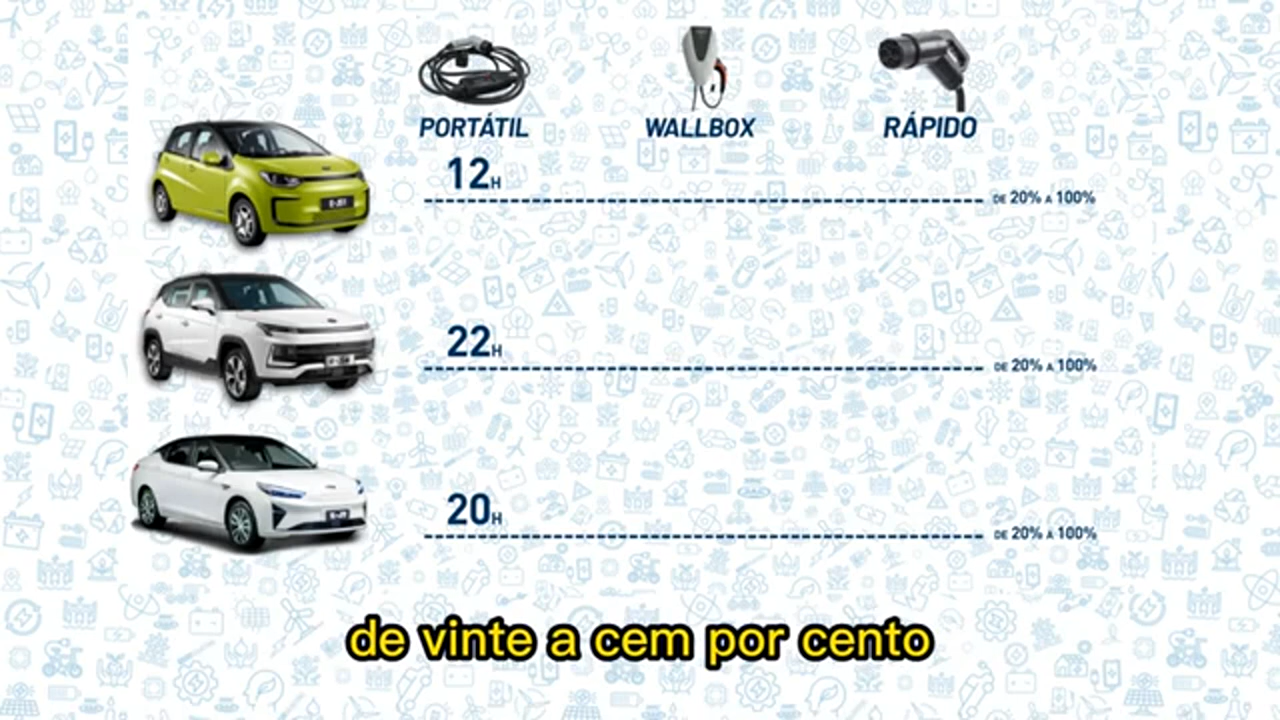 PORTÁTIL WALLBOX RÁPIDO
12H
DE 20% A 100%
22H
DE 20% A 100%
20H
DE 20% A 100%
de vinte a cem por cento